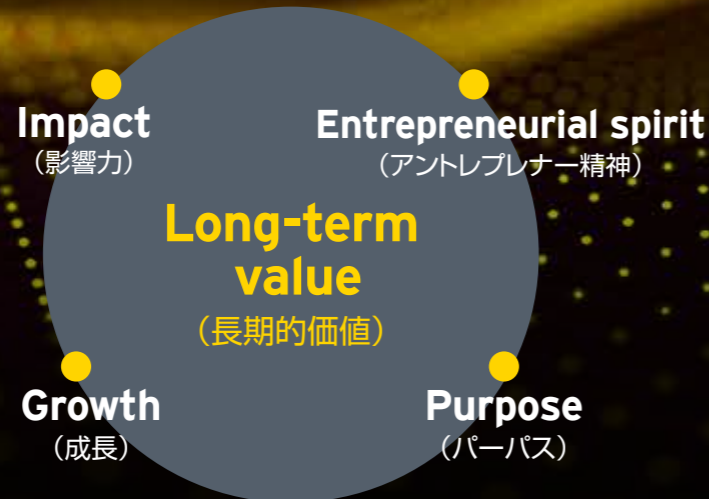 Impact
（影響力）
Entrepreneurial spirit
（アントレプレナー精神）
Long-term
value
（長期的価値）
Growth
（成長）
Purpose
（パーパス）